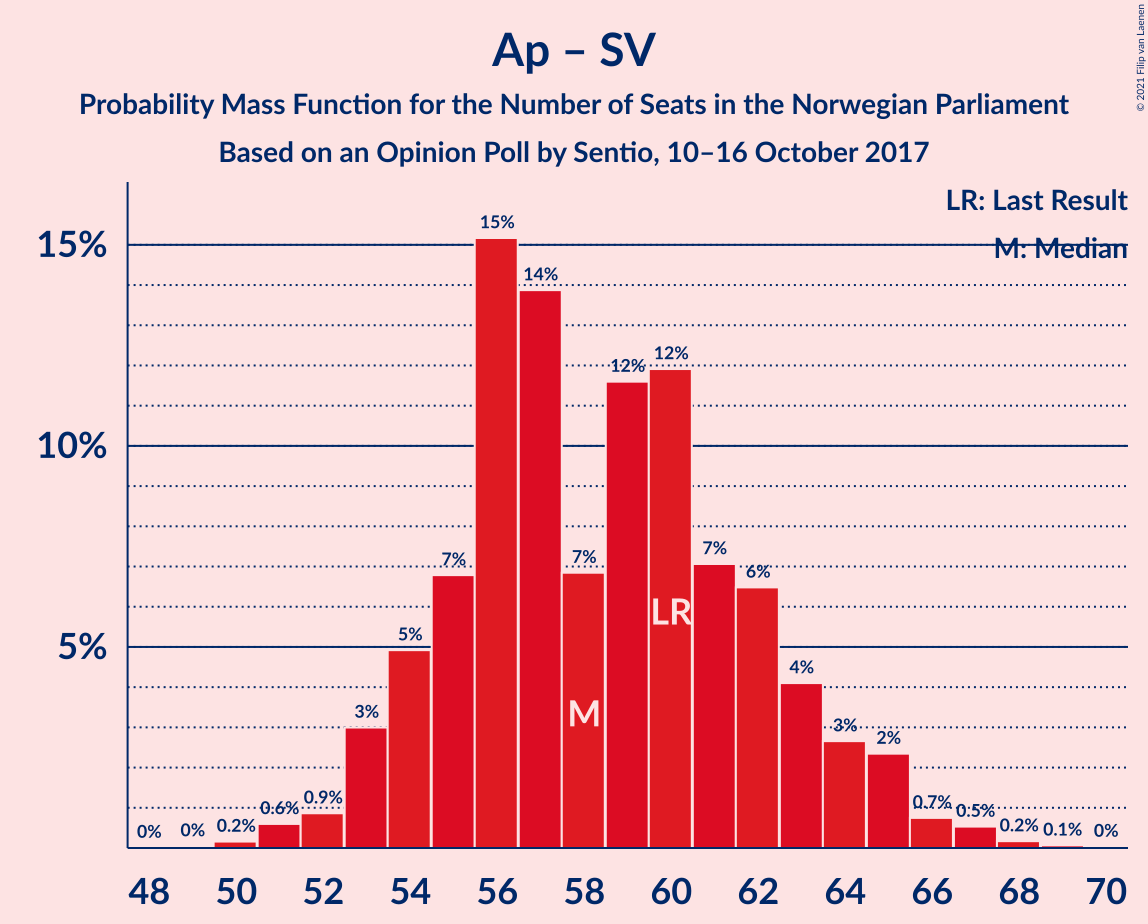 © 2021 Filip van Laenen
Ap – SV
Probability Mass Function for the Number of Seats in the Norwegian Parliament
Based on an Opinion Poll by Sentio, 10–16 October 2017
LR: Last Result
M: Median
15%
10%
5%
0% 0% 0.2% 0.6% 0.9% 3% 5% 7% 15% 14% 7% 12% 12% 7% 6% 4% 3% 2% 0.7% 0.5% 0.2% 0.1% 0%
LR
M
48 50 52 54 56 58 60 62 64 66 68 70